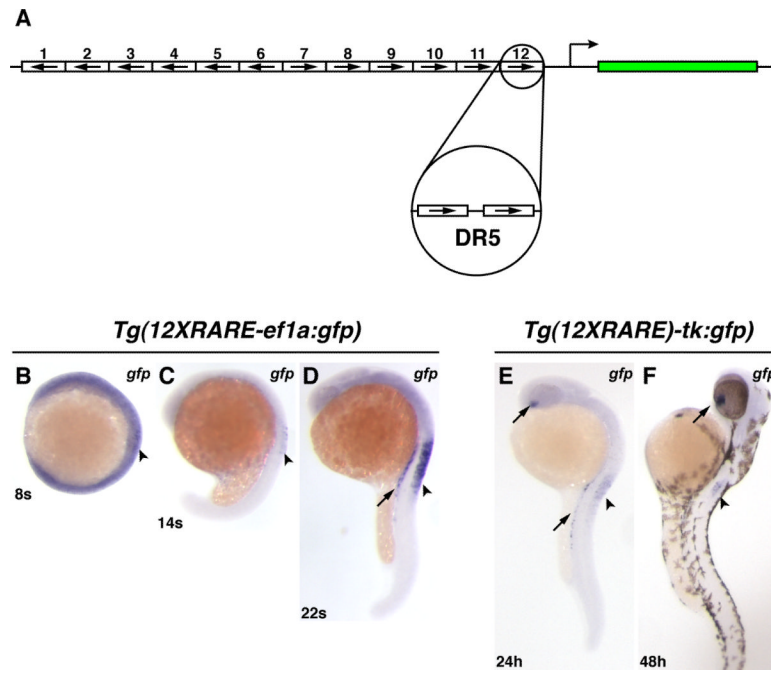 A
1 2 3 4 5 6 7 8 9 10 11 12
DR5
Tg(12XRARE-ef1a:gfp)
Tg(12XRARE)-tk:gfp)
B gfp C gfp D gfp E gfp F gfp
8s
14s
22s
24h
48h